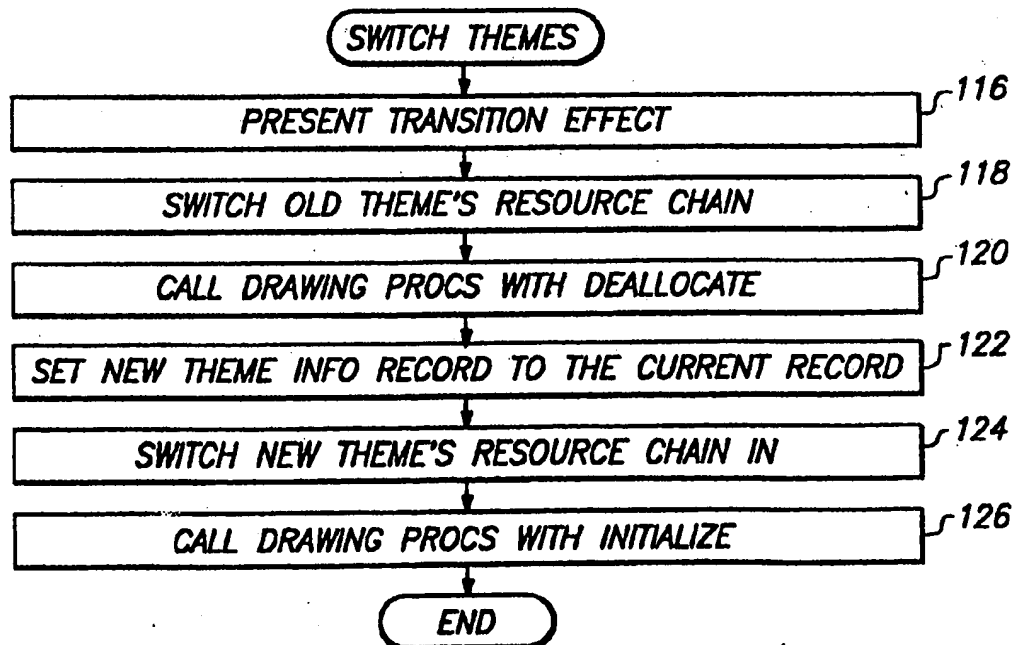 SWITCH THEMES
PRESENT TRANSITION EFFECT 116
SWITCH OLD THEME'S RESOURCE CHAIN 118
CALL DRAWING PROCS WITH DEALLOCATE 120
SET NEW THEME INFO RECORD TO THE CURRENT RECORD 122
SWITCH NEW THEME'S RESOURCE CHAIN IN 124
CALL DRAWING PROCS WITH INITIALIZE 126
END